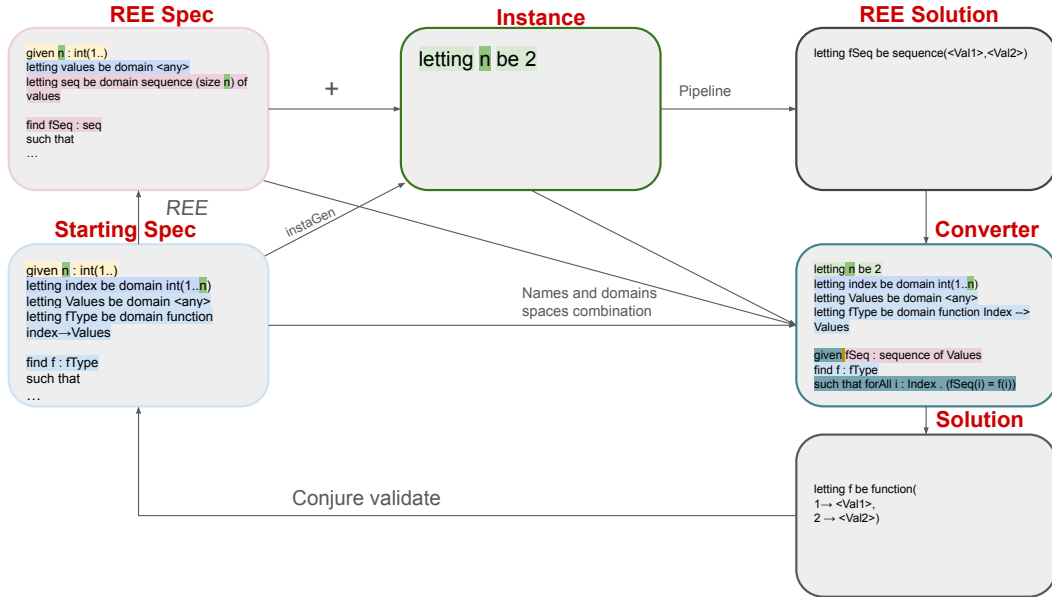 REE Spec
Instance
REE Solution
given n : int(1..)
letting values be domain <any>
letting seq be domain sequence (size n) of
values
find fSeq : seq
such that
…
+
letting n be 2
Pipeline
letting fSeq be sequence(<Val1>,<Val2>)
REE
instaGen
Starting Spec
Converter
given n : int(1..)
letting index be domain int(1..n)
letting Values be domain <any>
letting fType be domain function
index→Values
find f : fType
such that
…
Names and domains
spaces combination
letting n be 2
letting index be domain int(1..n)
letting Values be domain <any>
letting fType be domain function Index -->
Values
given fSeq : sequence of Values
find f : fType
such that forAll i : Index . (fSeq(i) = f(i))
Solution
Conjure validate
letting f be function(
1→ <Val1>,
2 → <Val2>)